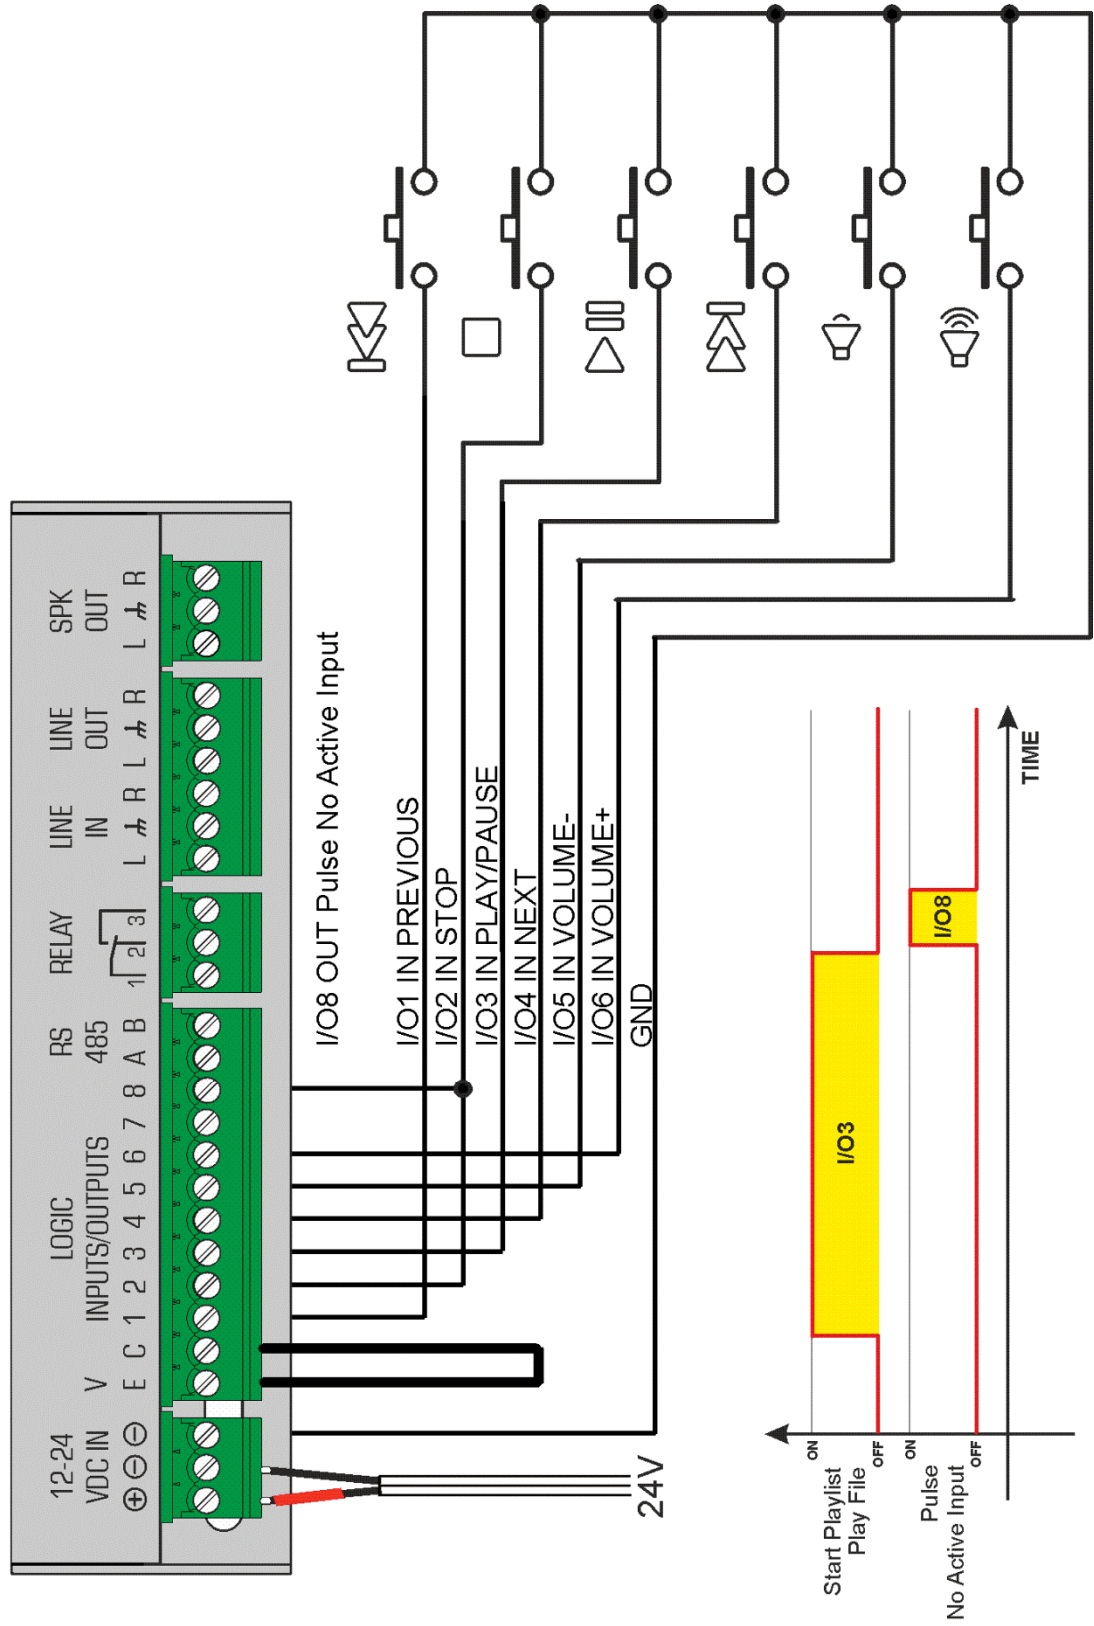 12-24
VDC IN
V
E C
LOGIC
INPUTS/OUTPUTS
1 2 3 4 5 6 7 8
RS
485
A B
RELAY
1 2 3
LINE
IN
L R
LINE
OUT
L R
SPK
OUT
L R
24V
I/O8 OUT Pulse No Active Input
I/O1 IN PREVIOUS
I/O2 IN STOP
I/O3 IN PLAY/PAUSE
I/O4 IN NEXT
I/O5 IN VOLUME-
I/O6 IN VOLUME+
GND
Start Playlist
Play File
ON
OFF
I/O3
Pulse
No Active Input
ON
OFF
I/O8
TIME